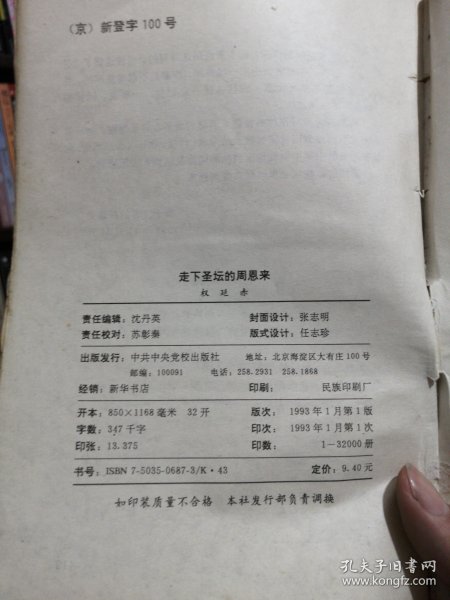 （京）新登字 100 号
走下圣坛的周恩来
权延赤
责任编辑：沈丹英 封面设计：张志明
责任校对：苏彰秦 版式设计：任志珍
出版发行：中共中央党校出版社 地址：北京海淀区大有庄 100 号
邮编：100091 电话：258.2931 258.1868
经销：新华书店 印刷： 民族印刷厂
开本：850×1168 毫米 32 开 版次：1993 年 1 月第 1 版
字数：347 千字 印次：1993 年 1 月第 1 次
印张：13.375 印数： 1－32000 册
书号：ISBN 7-5035-0687-3/K·43 定价：9.40 元
如印装质量不合格 本社发行部负责调换
孔夫子旧书网
www.kongfz.com